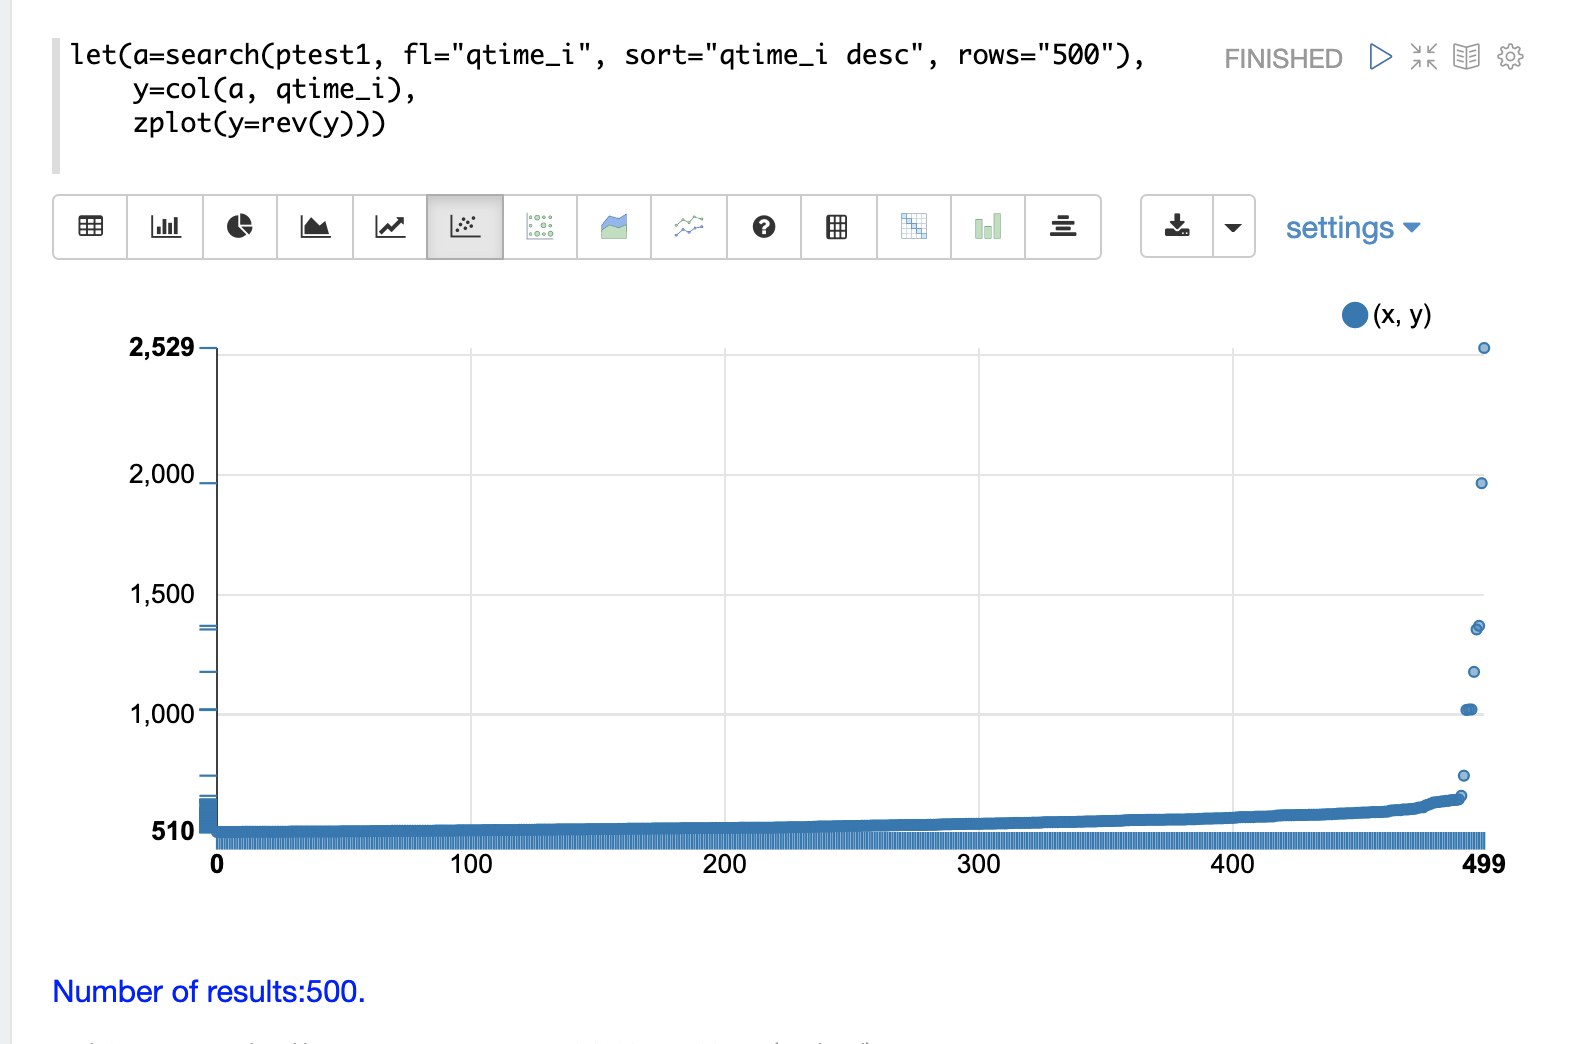 let(a=search(ptest1, fl="qtime_i", sort="qtime_i desc", rows="500"),
y=col(a, qtime_i),
zplot(y=rev(y)))
FINISHED
settings
(x, y)
2,529
2,000
1,500
1,000
510
0 100 200 300 400 499
Number of results:500.